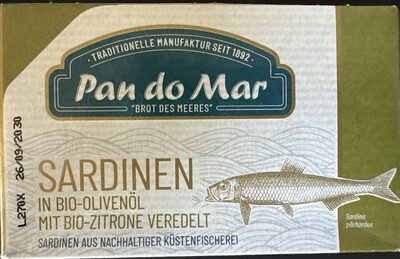 · TRADITIONELLE MANUFAKTUR SEIT 1892 ·
Pan do Mar
"BROT DES MEERES"
L270X 26/09/2030
SARDINEN
IN BIO-OLIVENÖL
MIT BIO-ZITRONE VEREDELT
SARDINEN AUS NACHHALTIGER KÜSTENFISCHEREI
Sardina
pilchardus